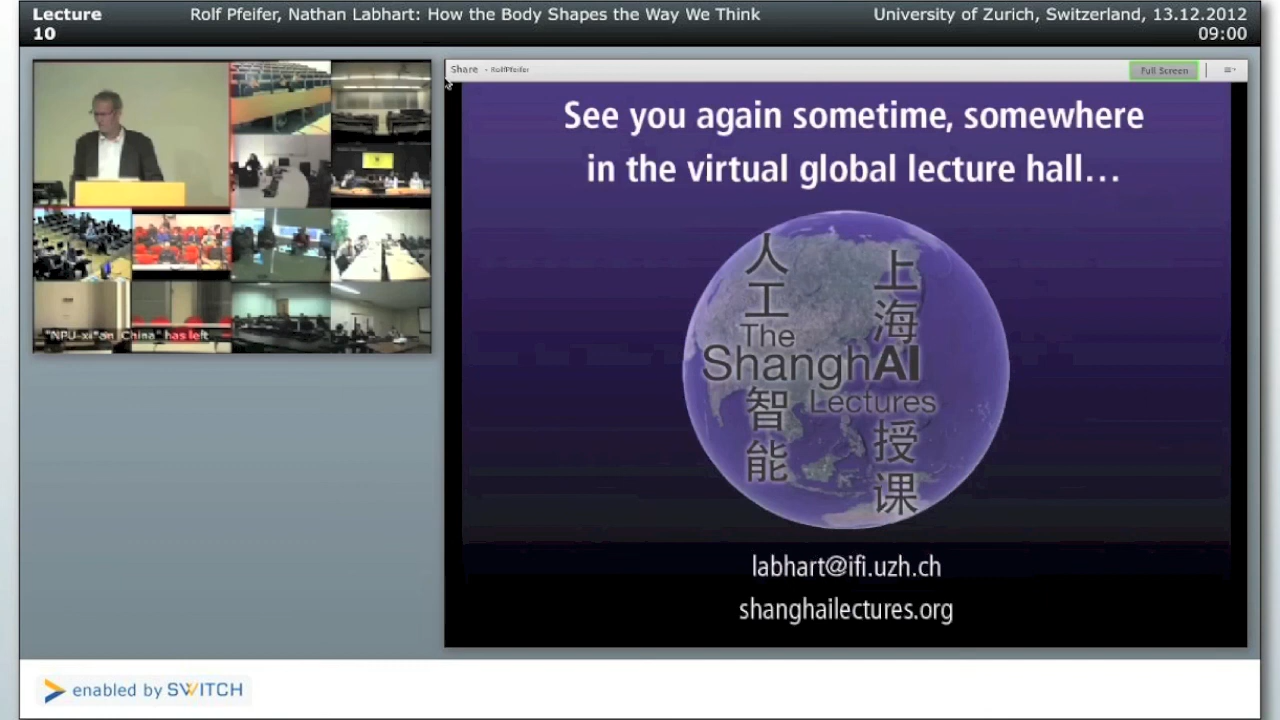 Lecture
10
Rolf Pfeifer, Nathan Labhart: How the Body Shapes the Way We Think
University of Zurich, Switzerland, 13.12.2012
09:00
"NPU-xi"an_China" has left
Share - RolfPfeifer
Full Screen
See you again sometime, somewhere
in the virtual global lecture hall…
人工智能
上海授课
The
ShanghAI
Lectures
labhart@ifi.uzh.ch
shanghailectures.org
enabled by SWITCH